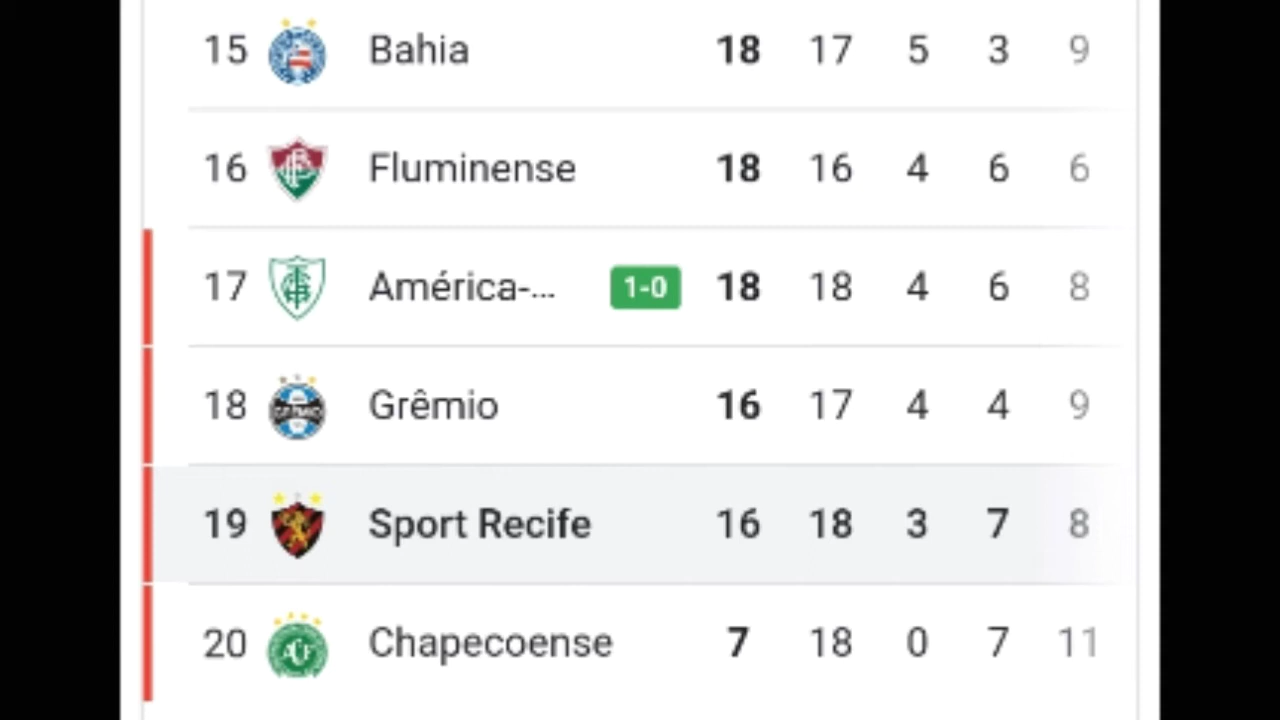 15 Bahia 18 17 5 3 9
16 Fluminense 18 16 4 6 6
17 América-... 1-0 18 18 4 6 8
18 Grêmio 16 17 4 4 9
19 Sport Recife 16 18 3 7 8
20 Chapecoense 7 18 0 7 11